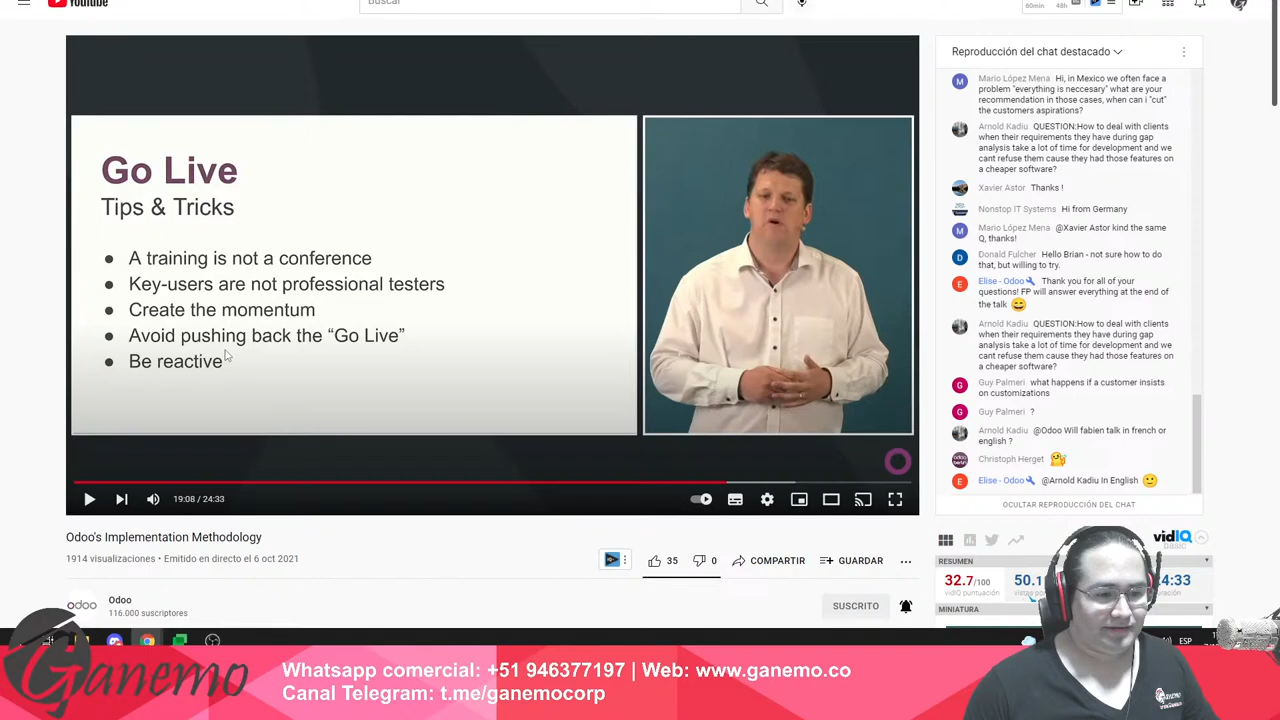 YouTube
Buscar
60min 48h
Go Live
Tips & Tricks
● A training is not a conference
● Key-users are not professional testers
● Create the momentum
● Avoid pushing back the “Go Live”
● Be reactive
19:08 / 24:33
Odoo's Implementation Methodology
1914 visualizaciones • Emitido en directo el 6 oct 2021
35
0
COMPARTIR
GUARDAR
odoo
Odoo
116.000 suscriptores
SUSCRITO
Reproducción del chat destacado
M Mario López Mena Hi, in Mexico we often face a
problem "everything is neccesary" what are your
recommendation in those cases, when can i "cut"
the customers aspirations?
Arnold Kadiu QUESTION:How to deal with clients
when their requirements they have during gap
analysis take a lot of time for development and we
cant refuse them cause they had those features on
a cheaper software?
Xavier Astor Thanks !
Nonstop IT Systems Hi from Germany
M Mario López Mena @Xavier Astor kind the same
Q, thanks!
D Donald Fulcher Hello Brian - not sure how to do
that, but willing to try.
E Elise - Odoo Thank you for all of your
questions! FP will answer everything at the end of
the talk
Arnold Kadiu QUESTION:How to deal with clients
when their requirements they have during gap
analysis take a lot of time for development and we
cant refuse them cause they had those features on
a cheaper software?
G Guy Palmeri what happens if a customer insists
on customizations
G Guy Palmeri ?
Arnold Kadiu @Odoo Will fabien talk in french or
english ?
Christoph Herget
E Elise - Odoo @Arnold Kadiu In English
OCULTAR REPRODUCCIÓN DEL CHAT
vidIQ
basic
RESUMEN
32.7/100
vidIQ puntuación
50.1
vistas
4:33
MINIATURA
ESP
Ganemo
Whatsapp comercial: +51 946377197 | Web: www.ganemo.co
Canal Telegram: t.me/ganemocorp